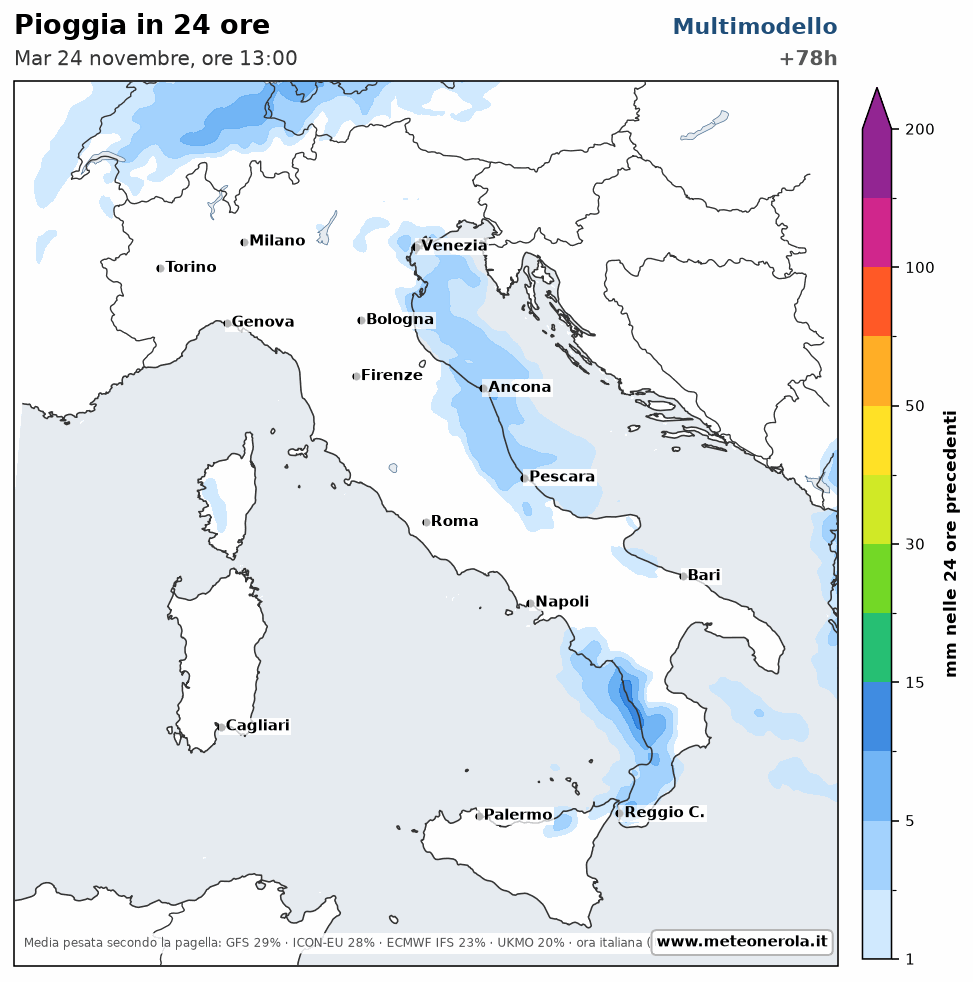 Pioggia in 24 ore
Multimodello
Mar 24 novembre, ore 13:00
+78h
200
100
50
30
15
5
1
mm nelle 24 ore precedenti
Milano
Venezia
Torino
Genova
Bologna
Firenze
Ancona
Pescara
Roma
Bari
Napoli
Cagliari
Palermo
Reggio C.
Media pesata secondo la pagella: GFS 29% · ICON-EU 28% · ECMWF IFS 23% · UKMO 20% · ora italiana (
www.meteonerola.it